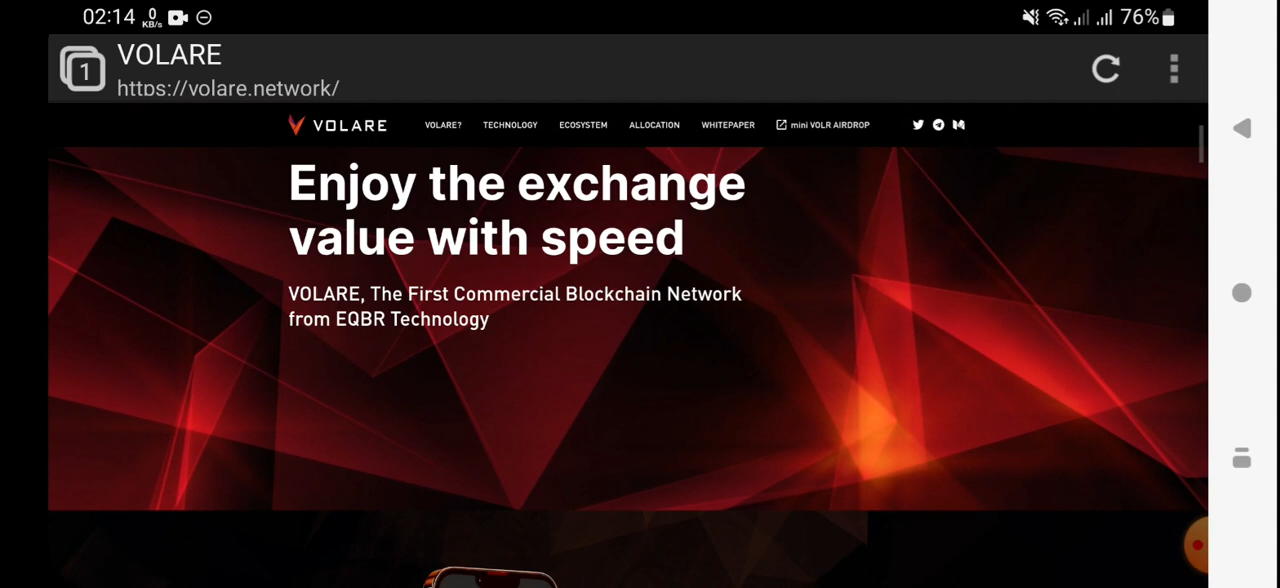 02:14 0 KB/s 76%
1 VOLARE
https://volare.network/
VOLARE VOLARE? TECHNOLOGY ECOSYSTEM ALLOCATION WHITEPAPER mini VOLR AIRDROP
Enjoy the exchange
value with speed
VOLARE, The First Commercial Blockchain Network
from EQBR Technology